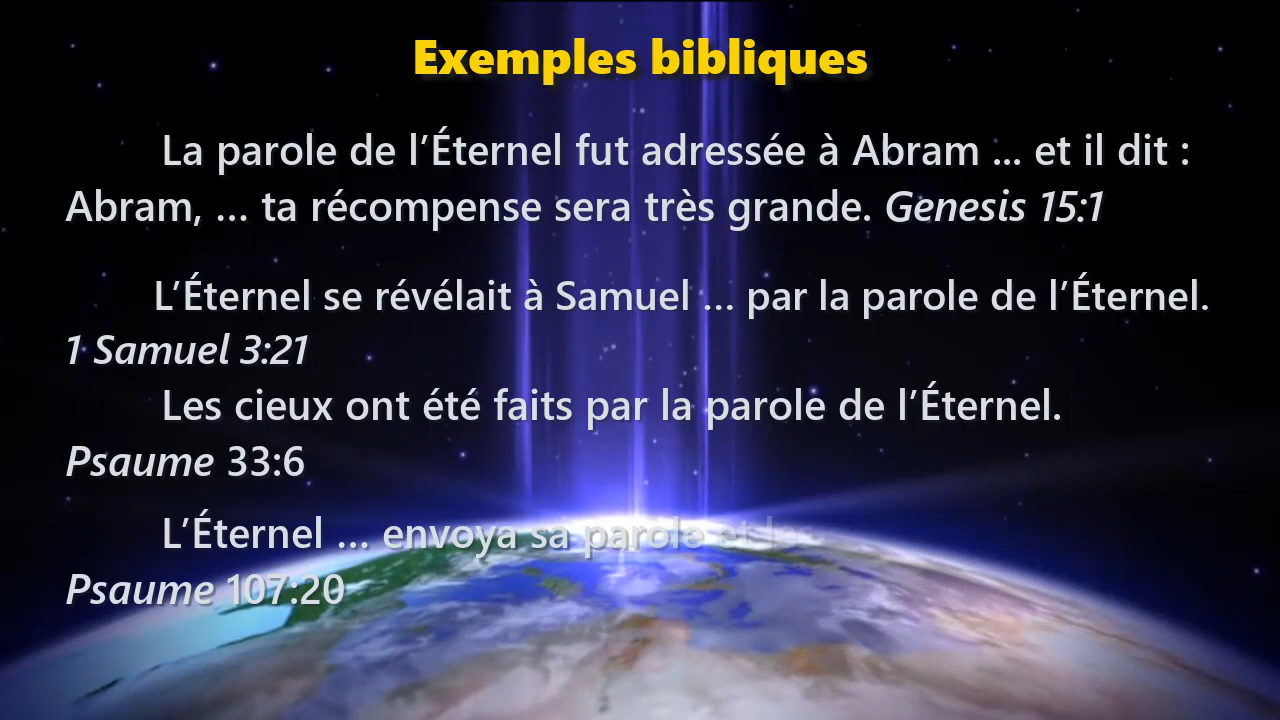 Exemples bibliques
La parole de l’Éternel fut adressée à Abram ... et il dit :
Abram, … ta récompense sera très grande. Genesis 15:1
L’Éternel se révélait à Samuel … par la parole de l’Éternel.
1 Samuel 3:21
Les cieux ont été faits par la parole de l’Éternel.
Psaume 33:6
L’Éternel … envoya sa parole et les
Psaume 107:20